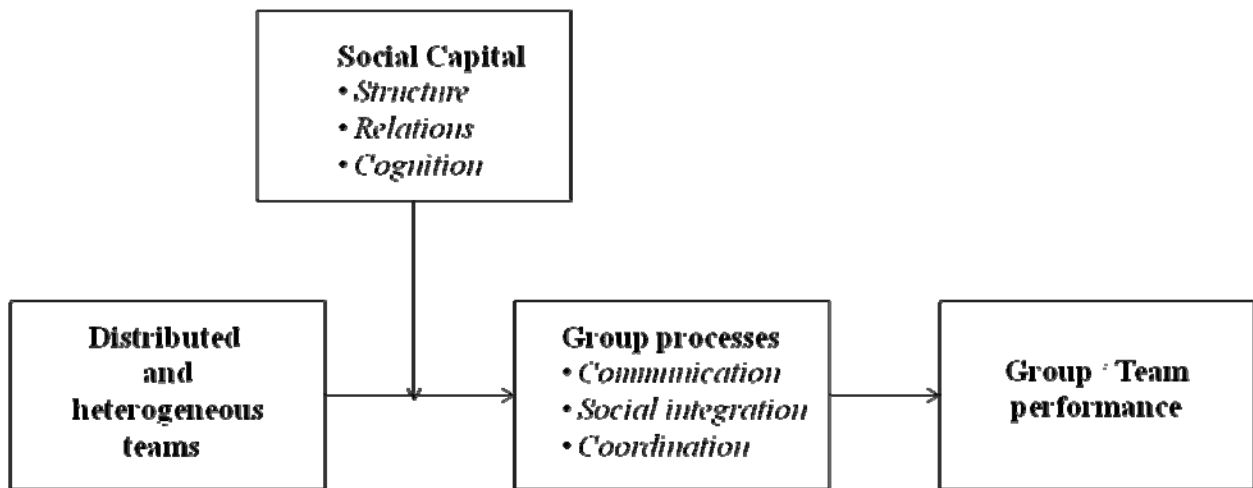 Social Capital
• Structure
• Relations
• Cognition
Distributed
and
heterogeneous
teams
Group processes
• Communication
• Social integration
• Coordination
Group / Team
performance